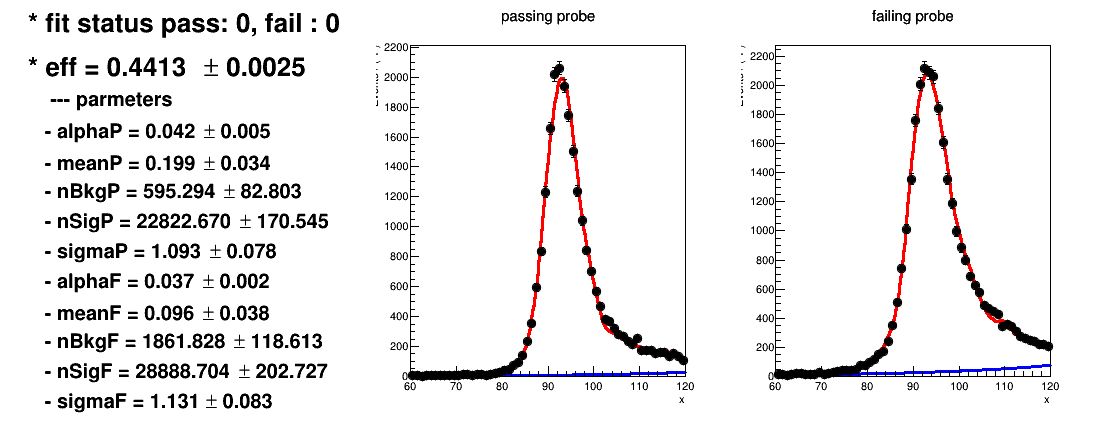 * fit status pass: 0, fail : 0
* eff = 0.4413 ± 0.0025
--- parmeters
- alphaP = 0.042 ± 0.005
- meanP = 0.199 ± 0.034
- nBkgP = 595.294 ± 82.803
- nSigP = 22822.670 ± 170.545
- sigmaP = 1.093 ± 0.078
- alphaF = 0.037 ± 0.002
- meanF = 0.096 ± 0.038
- nBkgF = 1861.828 ± 118.613
- nSigF = 28888.704 ± 202.727
- sigmaF = 1.131 ± 0.083
passing probe
2200
2000
1800
1600
1400
1200
1000
800
600
400
200
0
60 70 80 90 100 110 120
x
failing probe
2200
2000
1800
1600
1400
1200
1000
800
600
400
200
0
60 70 80 90 100 110 120
x